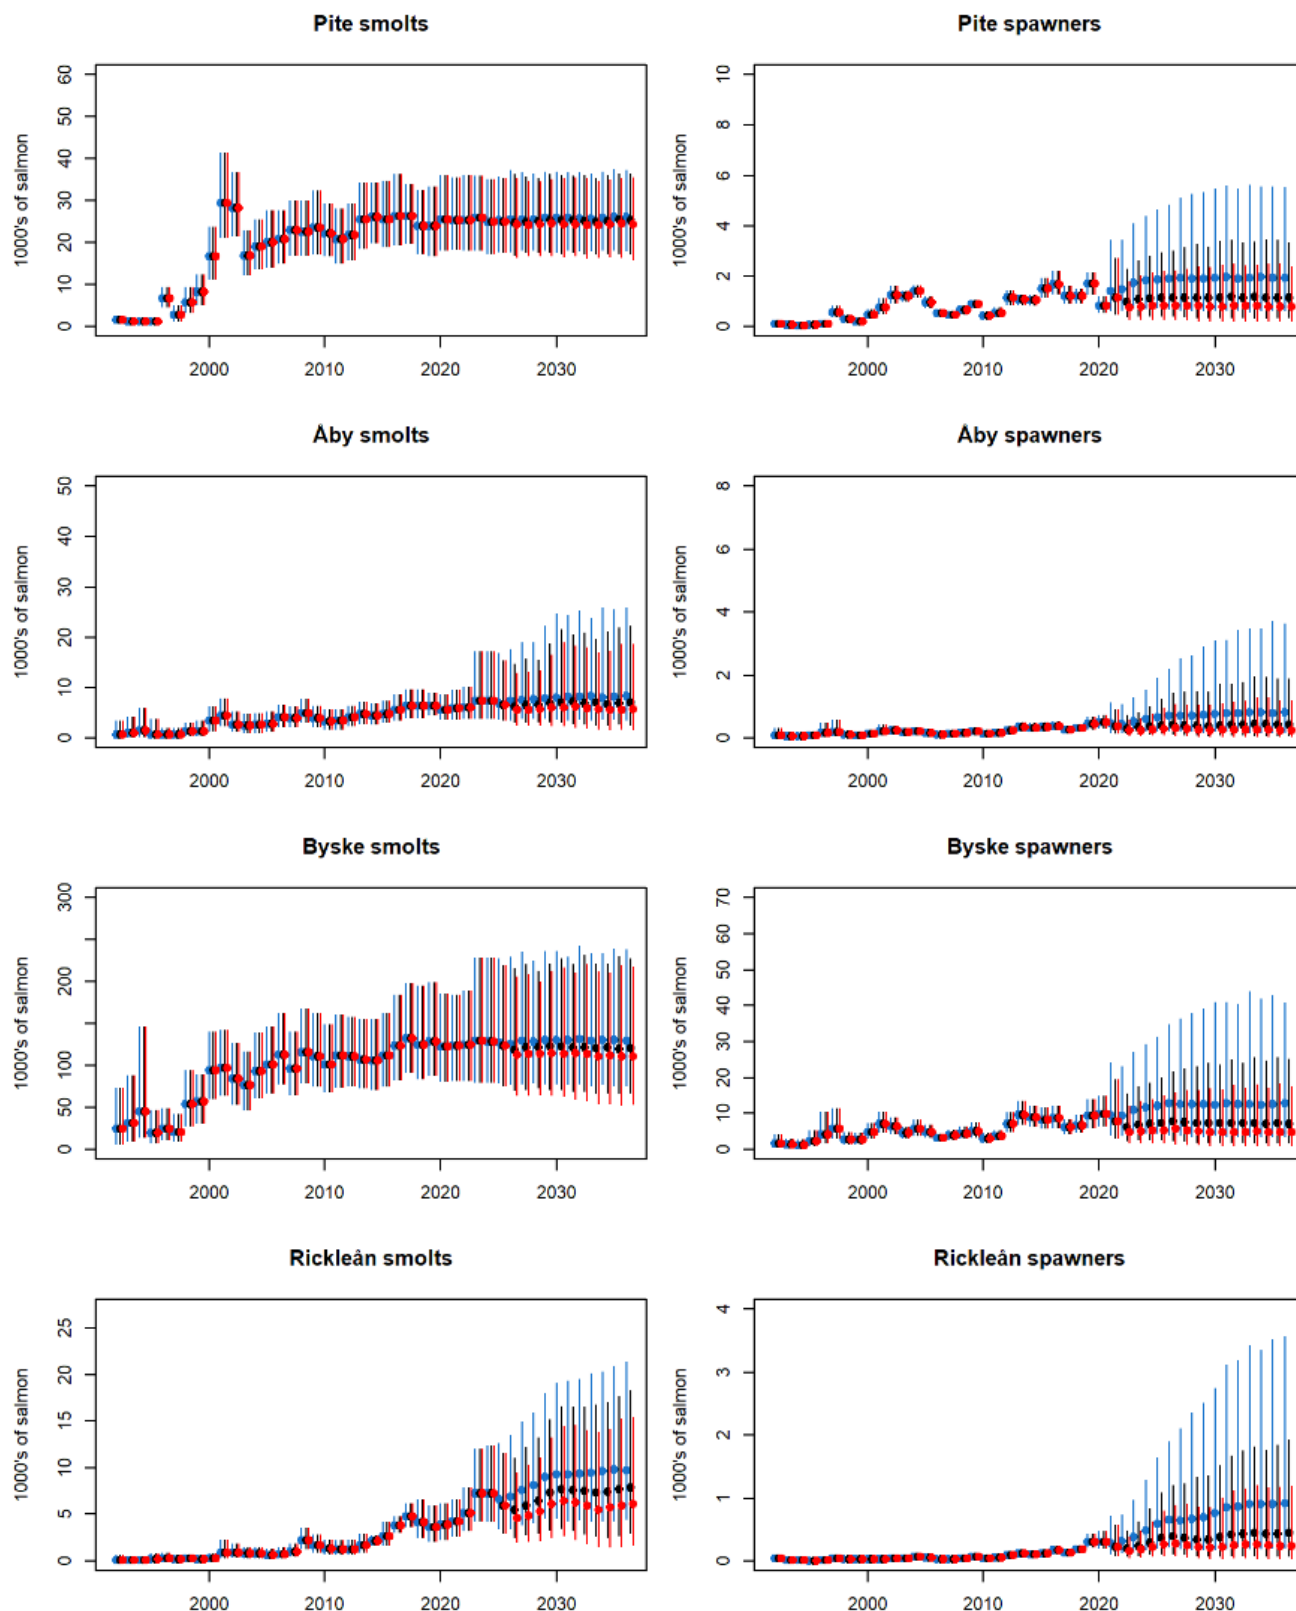 Pite smolts
1000's of salmon
0 10 20 30 40 50 60
2000 2010 2020 2030
Pite spawners
1000's of salmon
0 2 4 6 8 10
2000 2010 2020 2030
Åby smolts
1000's of salmon
0 10 20 30 40 50
2000 2010 2020 2030
Åby spawners
1000's of salmon
0 2 4 6 8
2000 2010 2020 2030
Byske smolts
1000's of salmon
0 50 100 200 300
2000 2010 2020 2030
Byske spawners
1000's of salmon
0 10 20 30 40 50 60 70
2000 2010 2020 2030
Rickleån smolts
1000's of salmon
0 5 10 15 20 25
2000 2010 2020 2030
Rickleån spawners
1000's of salmon
0 1 2 3 4
2000 2010 2020 2030